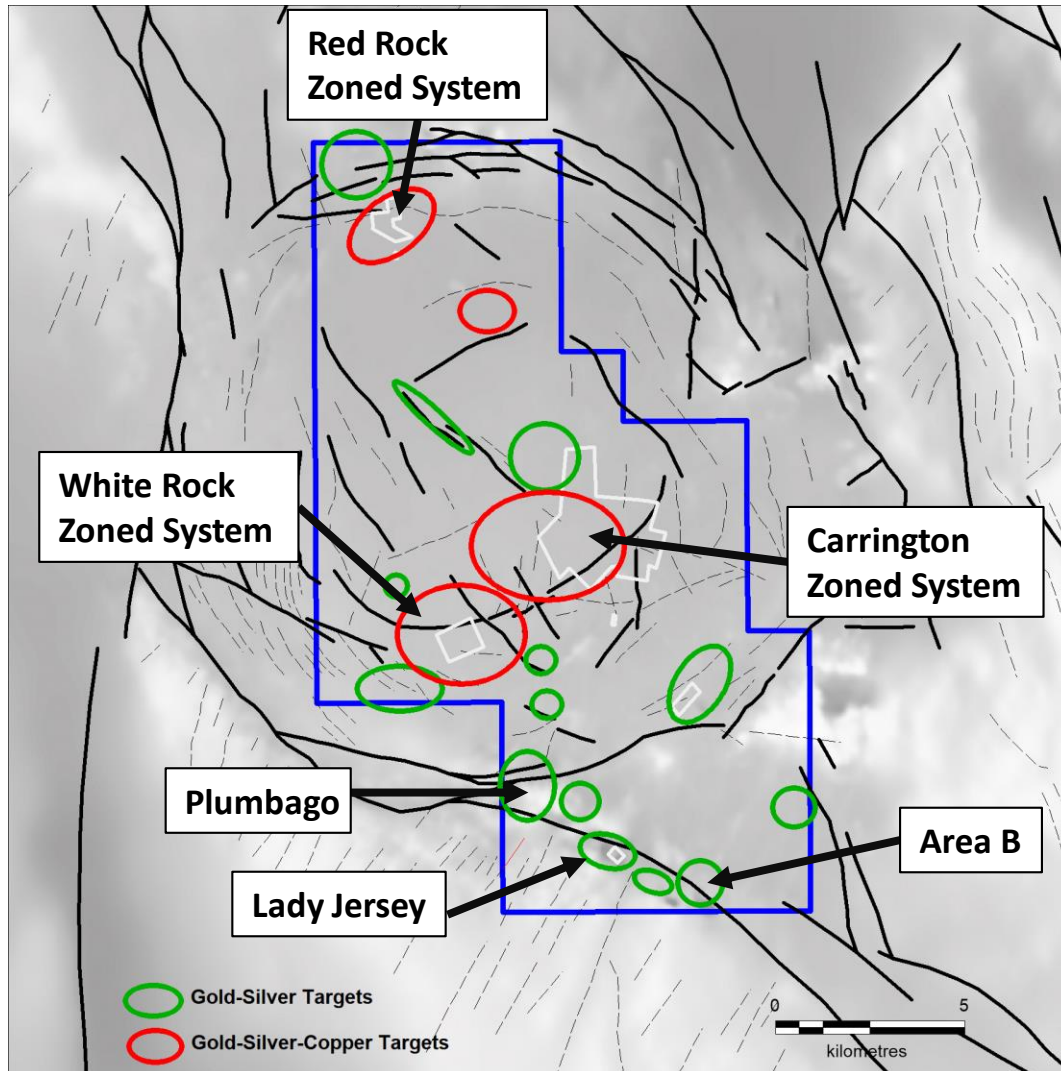 Red Rock
Zoned System
White Rock
Zoned System
Carrington
Zoned System
Plumbago
Area B
Lady Jersey
Gold-Silver Targets
Gold-Silver-Copper Targets
0 5
kilometres